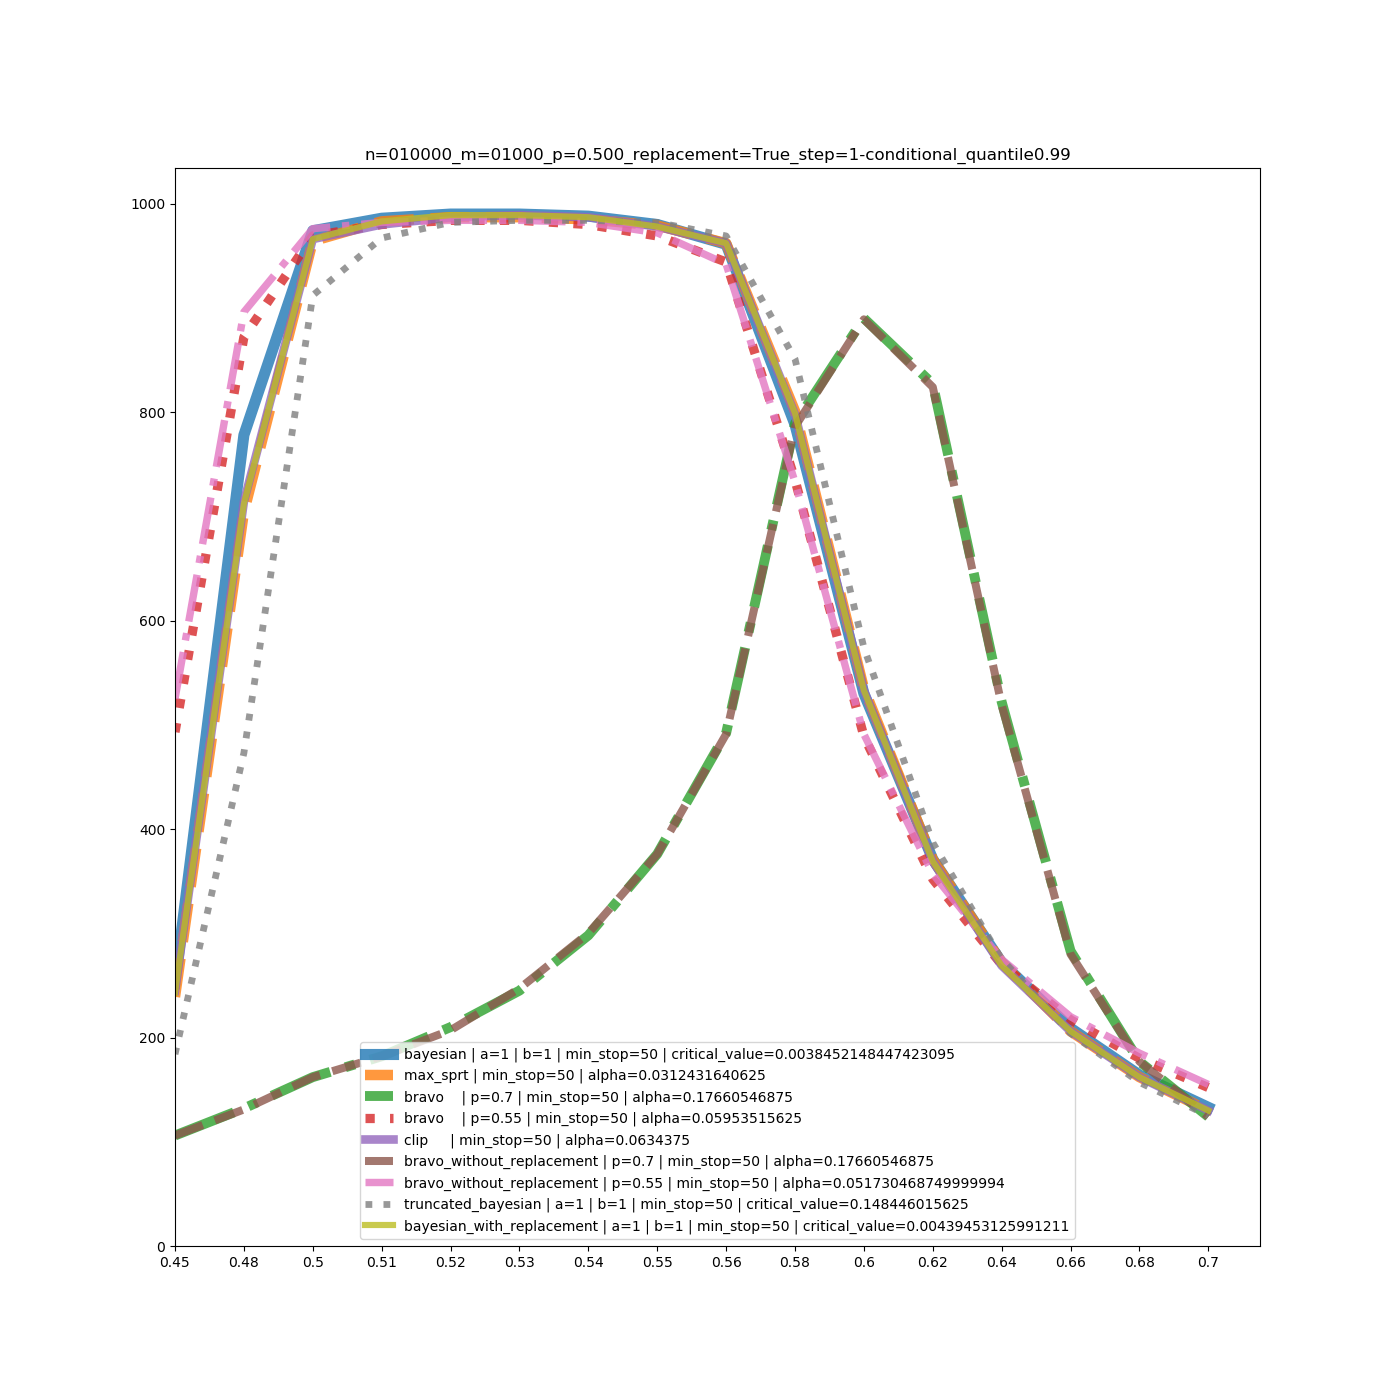 n=010000_m=01000_p=0.500_replacement=True_step=1-conditional_quantile0.99
1000
800
600
400
200
0
bayesian | a=1 | b=1 | min_stop=50 | critical_value=0.0038452148447423095
max_sprt | min_stop=50 | alpha=0.0312431640625
bravo | p=0.7 | min_stop=50 | alpha=0.17660546875
bravo | p=0.55 | min_stop=50 | alpha=0.05953515625
clip | min_stop=50 | alpha=0.0634375
bravo_without_replacement | p=0.7 | min_stop=50 | alpha=0.17660546875
bravo_without_replacement | p=0.55 | min_stop=50 | alpha=0.051730468749999994
truncated_bayesian | a=1 | b=1 | min_stop=50 | critical_value=0.148446015625
bayesian_with_replacement | a=1 | b=1 | min_stop=50 | critical_value=0.00439453125991211
0.45 0.48 0.5 0.51 0.52 0.53 0.54 0.55 0.56 0.58 0.6 0.62 0.64 0.66 0.68 0.7